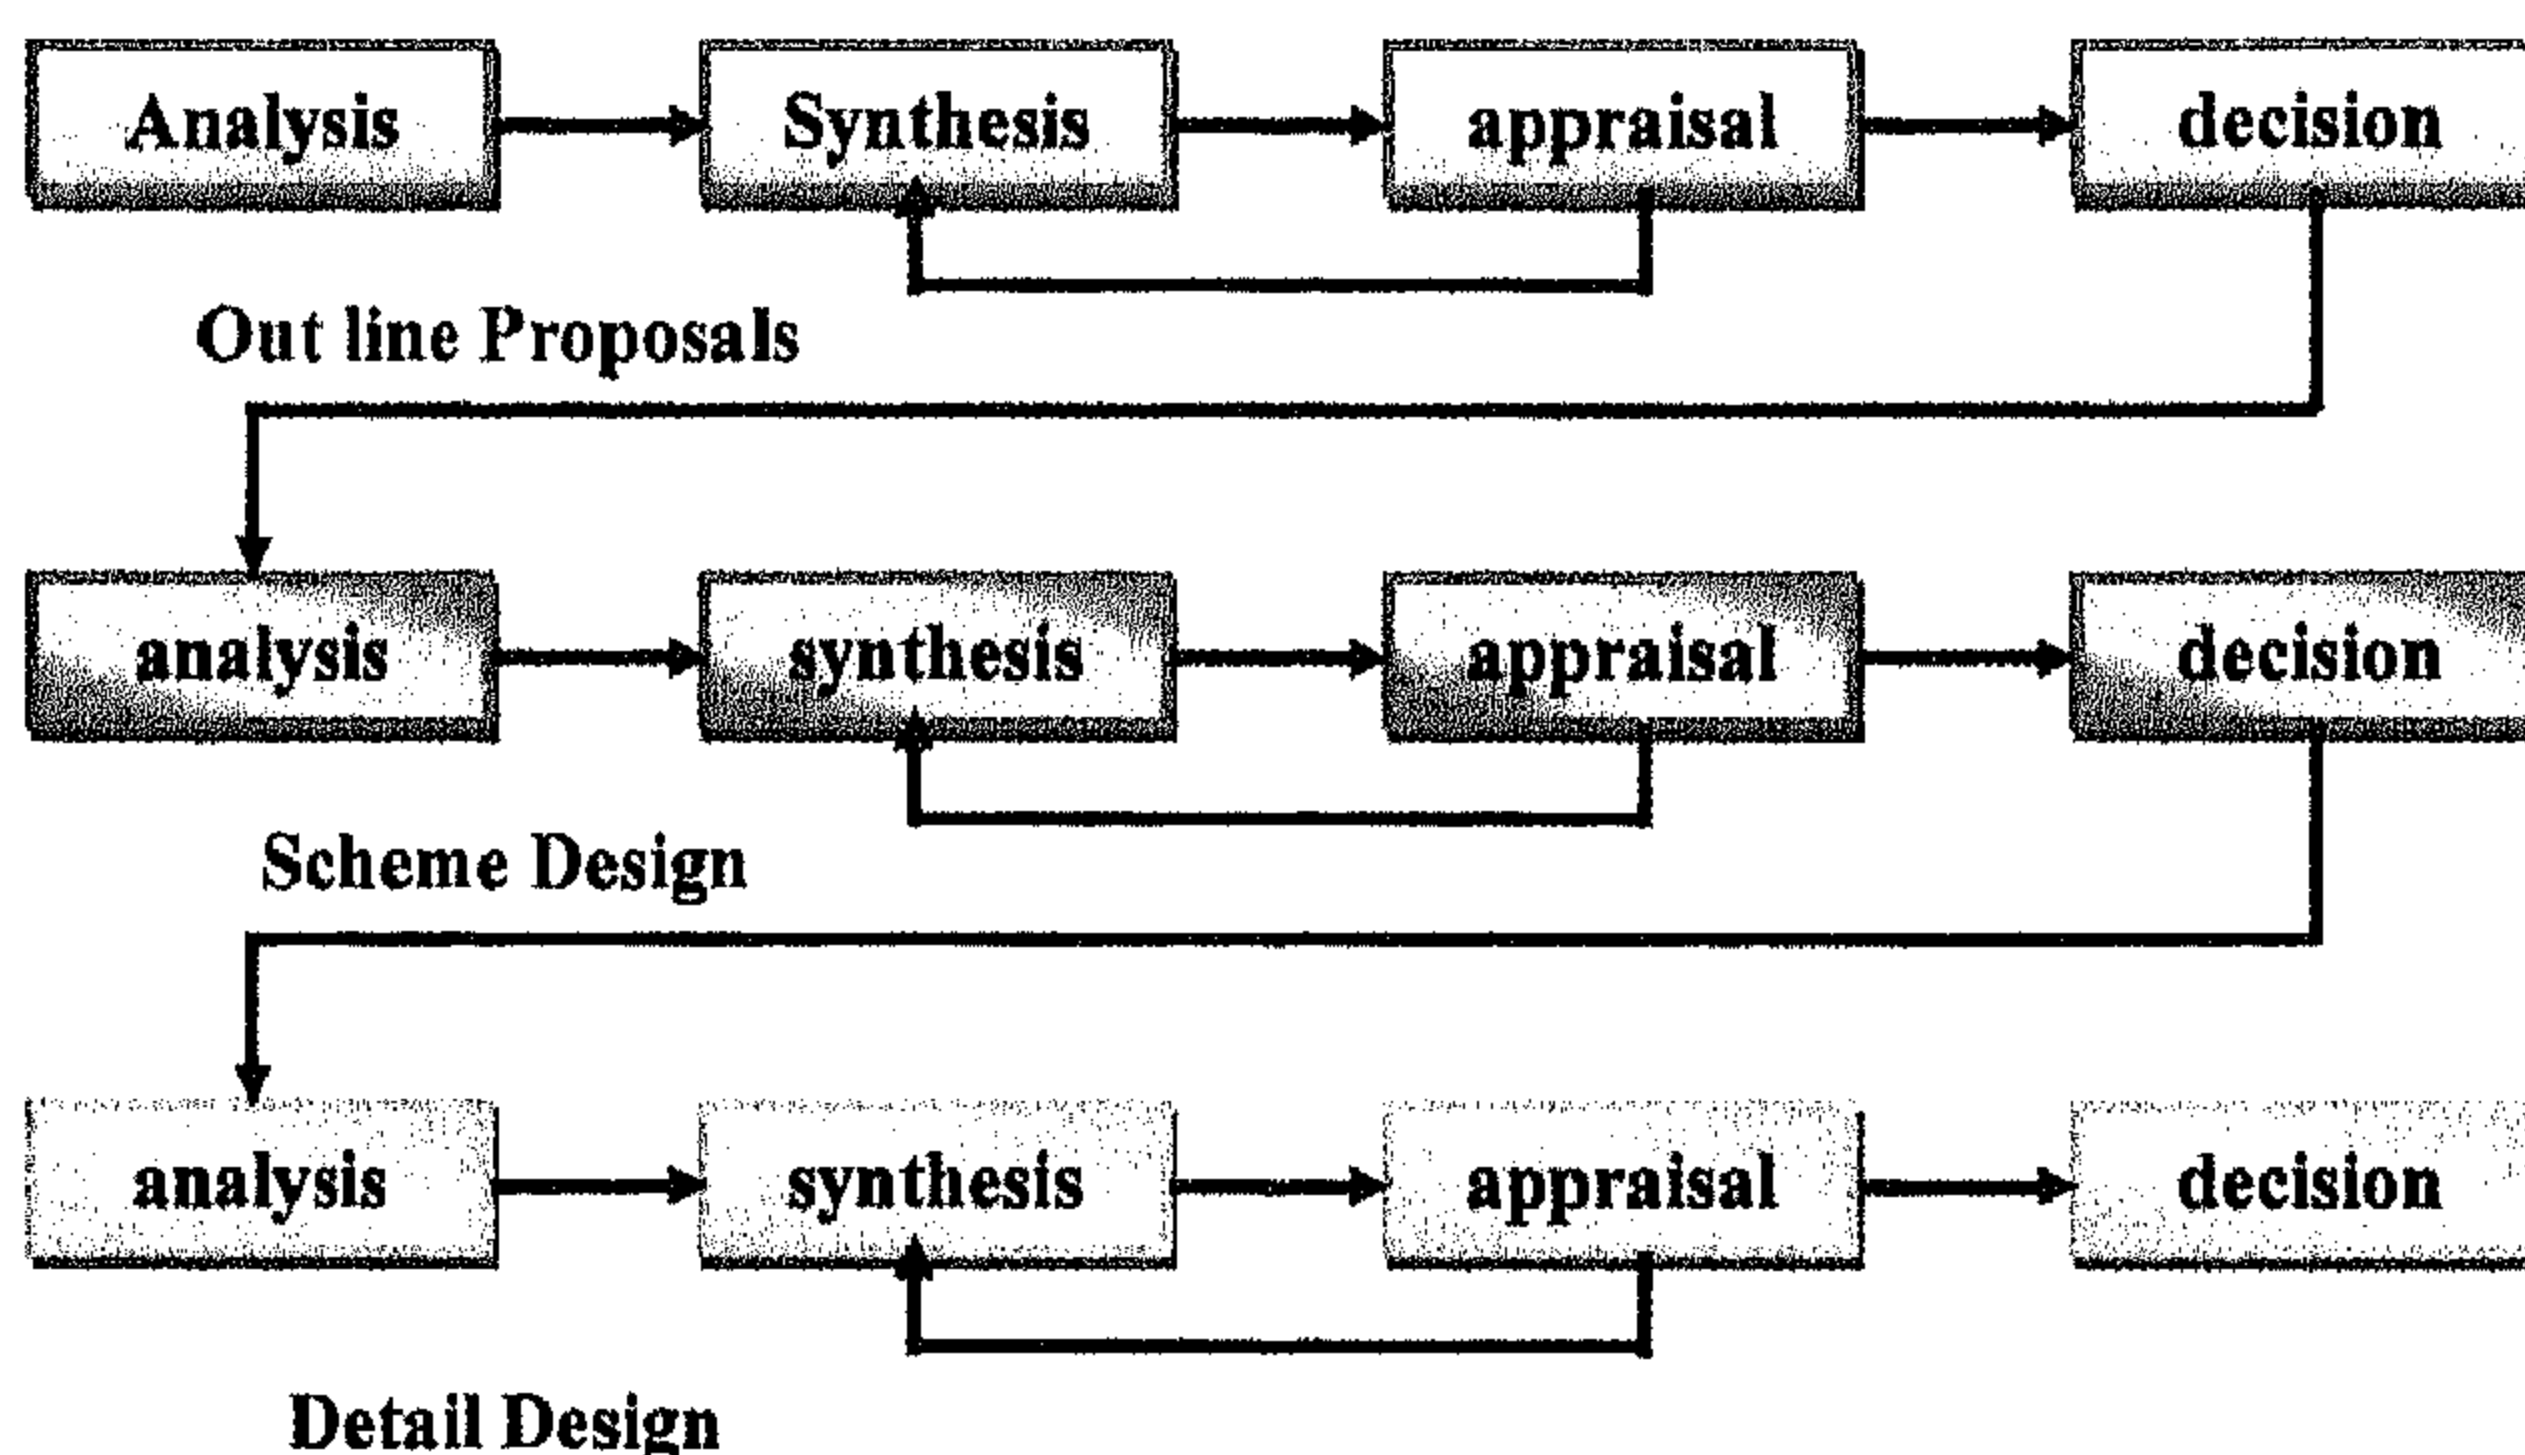 Analysis Synthesis appraisal decision
Out line Proposals
analysis synthesis appraisal decision
Scheme Design
analysis synthesis appraisal decision
Detail Design